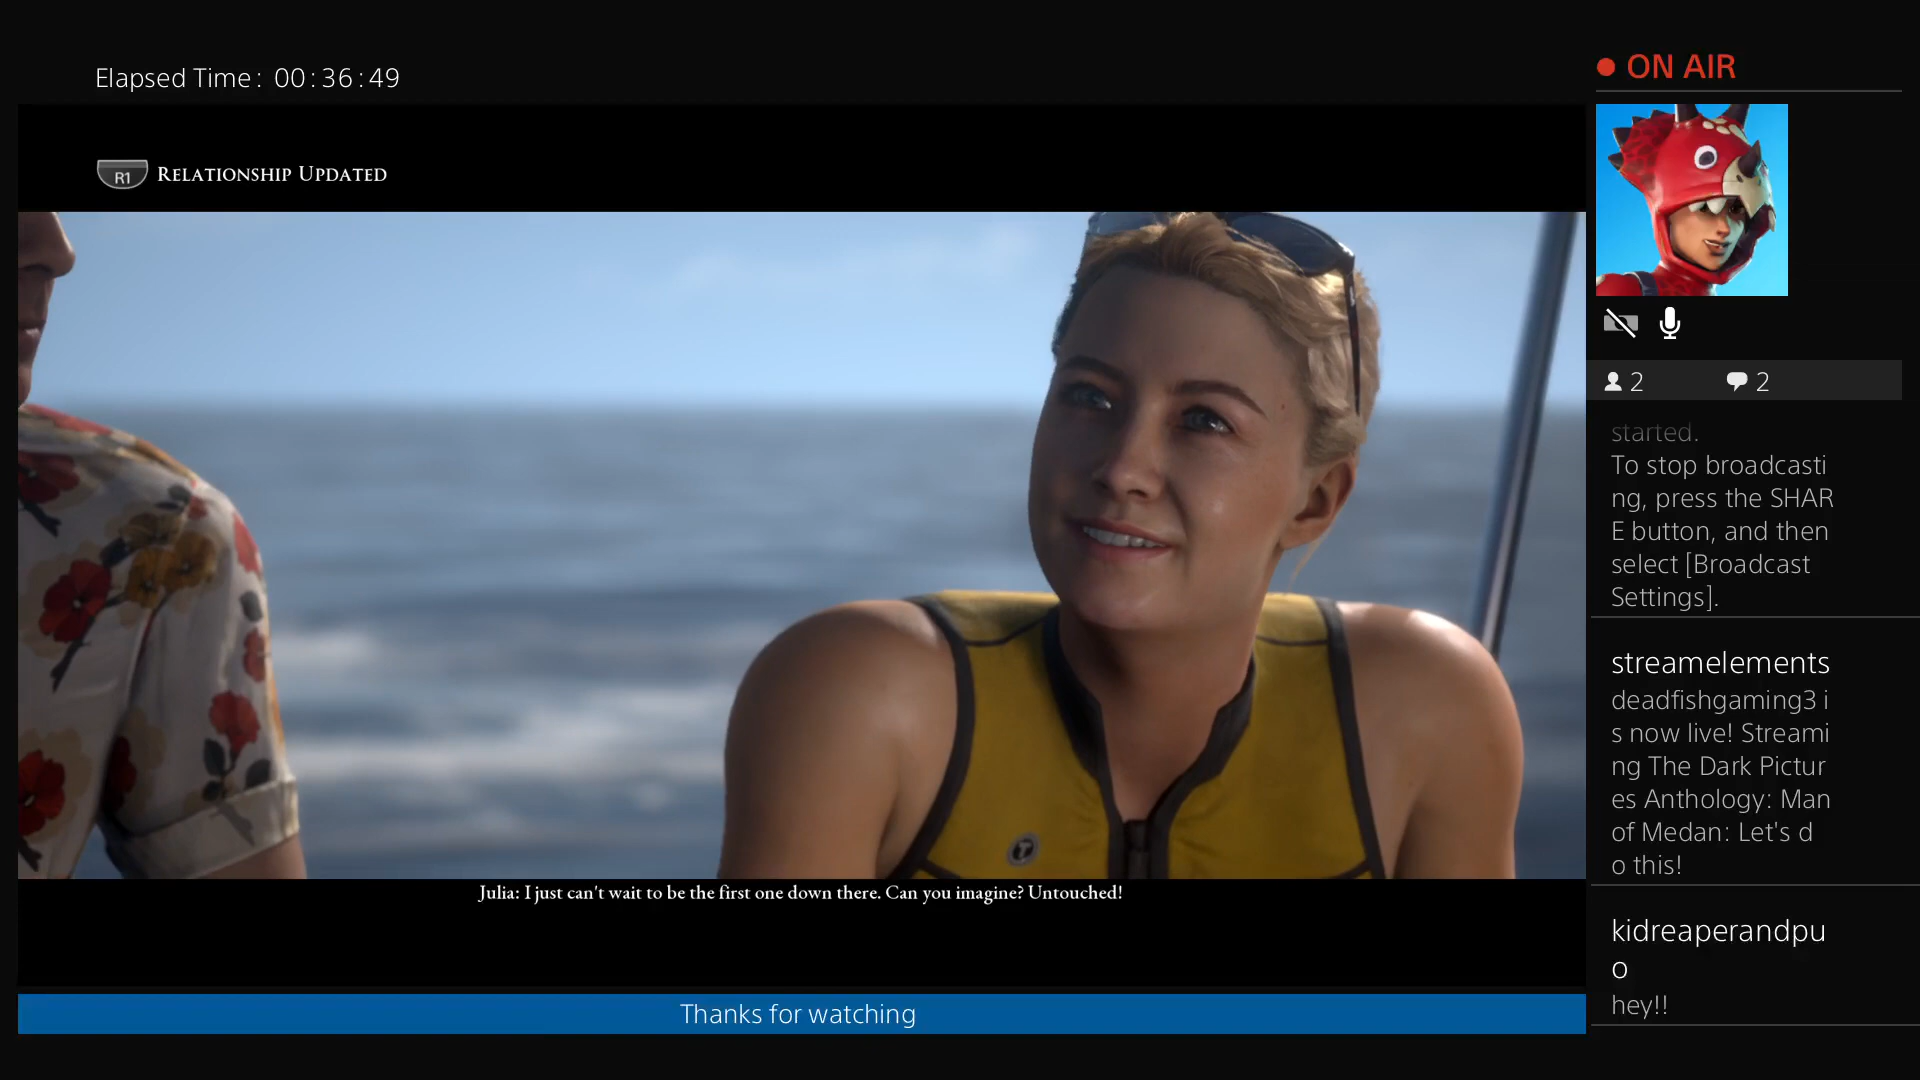 Elapsed Time: 00:36:49
ON AIR
R1 RELATIONSHIP UPDATED
2 2
started.
To stop broadcasti
ng, press the SHAR
E button, and then
select [Broadcast
Settings].
streamelements
deadfishgaming3 i
s now live! Streami
ng The Dark Pictur
es Anthology: Man
of Medan: Let's d
o this!
kidreaperandpu
o
hey!!
Julia: I just can't wait to be the first one down there. Can you imagine? Untouched!
Thanks for watching